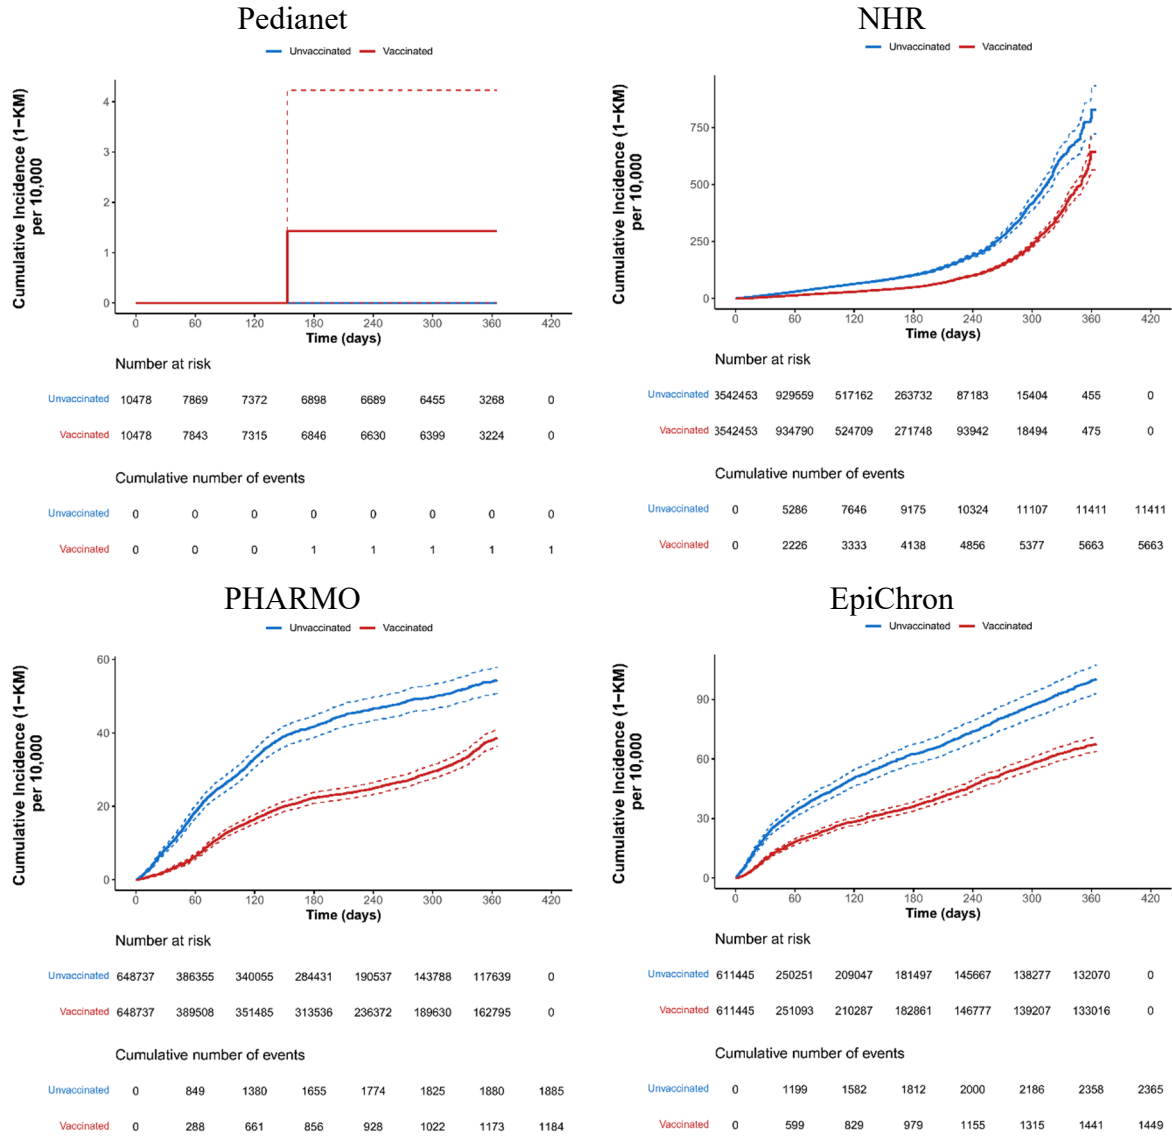 Pedianet
Unvaccinated Vaccinated
Cumulative Incidence (1−KM)
per 10,000
4
3
2
1
0
0 60 120 180 240 300 360 420
Time (days)
Number at risk
Unvaccinated 10478 7869 7372 6898 6689 6455 3268 0
Vaccinated 10478 7843 7315 6846 6630 6399 3224 0
Cumulative number of events
Unvaccinated 0 0 0 0 0 0 0 0
Vaccinated 0 0 0 1 1 1 1 1
NHR
Unvaccinated Vaccinated
Cumulative Incidence (1−KM)
per 10,000
750
500
250
0
0 60 120 180 240 300 360 420
Time (days)
Number at risk
Unvaccinated 3542453 929559 517162 263732 87183 15404 455 0
Vaccinated 3542453 934790 524709 271748 93942 18494 475 0
Cumulative number of events
Unvaccinated 0 5286 7646 9175 10324 11107 11411 11411
Vaccinated 0 2226 3333 4138 4856 5377 5663 5663
PHARMO
Unvaccinated Vaccinated
Cumulative Incidence (1−KM)
per 10,000
60
40
20
0
0 60 120 180 240 300 360 420
Time (days)
Number at risk
Unvaccinated 648737 386355 340055 284431 190537 143788 117639 0
Vaccinated 648737 389508 351485 313536 236372 189630 162795 0
Cumulative number of events
Unvaccinated 0 849 1380 1655 1774 1825 1880 1885
Vaccinated 0 288 661 856 928 1022 1173 1184
EpiChron
Unvaccinated Vaccinated
Cumulative Incidence (1−KM)
per 10,000
90
60
30
0
0 60 120 180 240 300 360 420
Time (days)
Number at risk
Unvaccinated 611445 250251 209047 181497 145667 138277 132070 0
Vaccinated 611445 251093 210287 182861 146777 139207 133016 0
Cumulative number of events
Unvaccinated 0 1199 1582 1812 2000 2186 2358 2365
Vaccinated 0 599 829 979 1155 1315 1441 1449